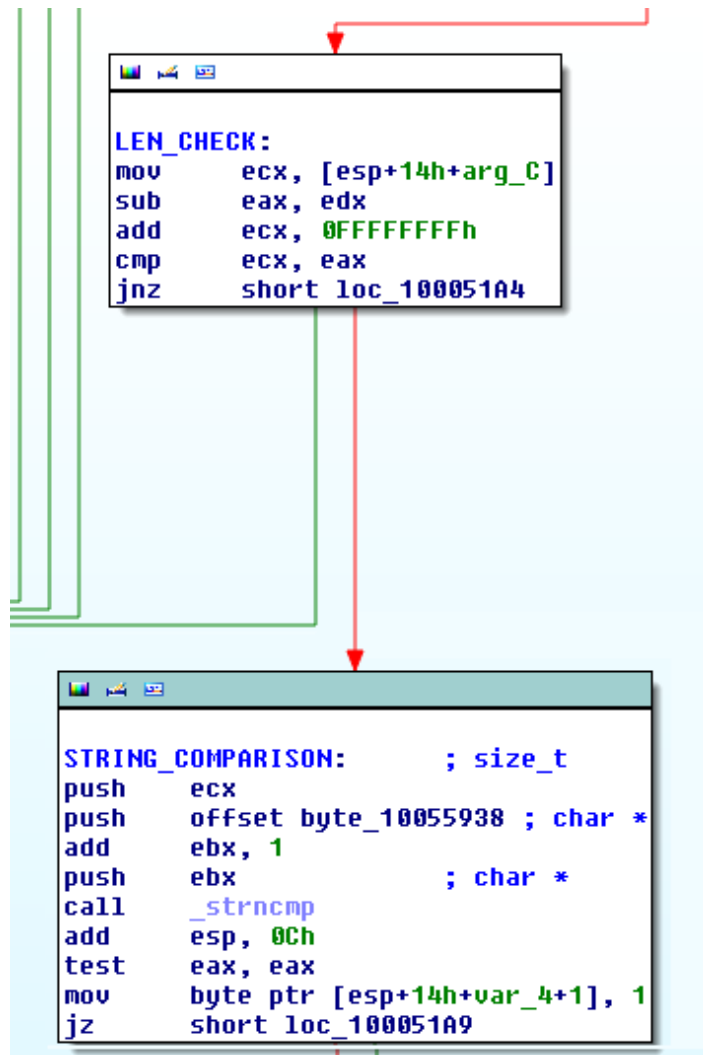 LEN_CHECK:
mov ecx, [esp+14h+arg_C]
sub eax, edx
add ecx, 0FFFFFFFFh
cmp ecx, eax
jnz short loc_100051A4
STRING_COMPARISON: ; size_t
push ecx
push offset byte_10055938 ; char *
add ebx, 1
push ebx ; char *
call _strncmp
add esp, 0Ch
test eax, eax
mov byte ptr [esp+14h+var_4+1], 1
jz short loc_100051A9